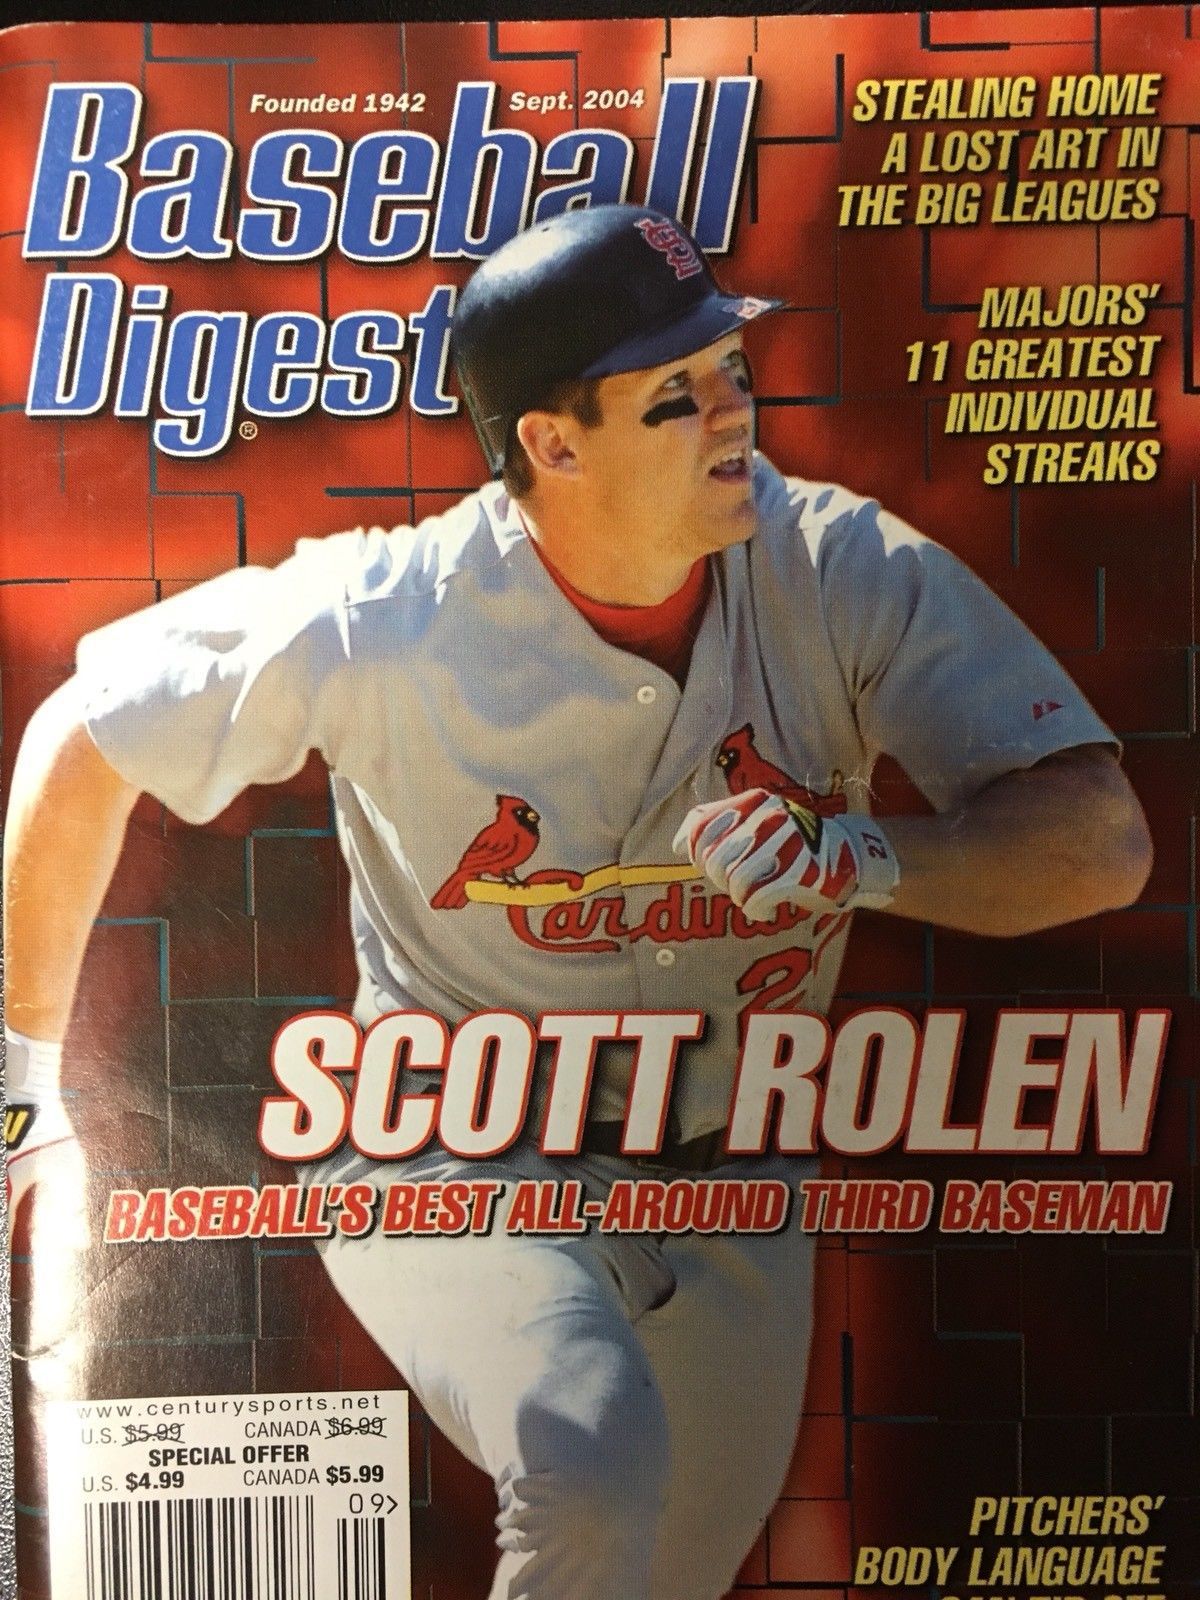 Founded 1942 Sept. 2004
Baseball
Digest®
STEALING HOME
A LOST ART IN
THE BIG LEAGUES
MAJORS'
11 GREATEST
INDIVIDUAL
STREAKS
StL
27
Cardin
2
SCOTT ROLEN
BASEBALL'S BEST ALL-AROUND THIRD BASEMAN
www.centurysports.net
U.S. $5.99 CANADA $6.99
SPECIAL OFFER
U.S. $4.99 CANADA $5.99
09>
PITCHERS'
BODY LANGUAGE